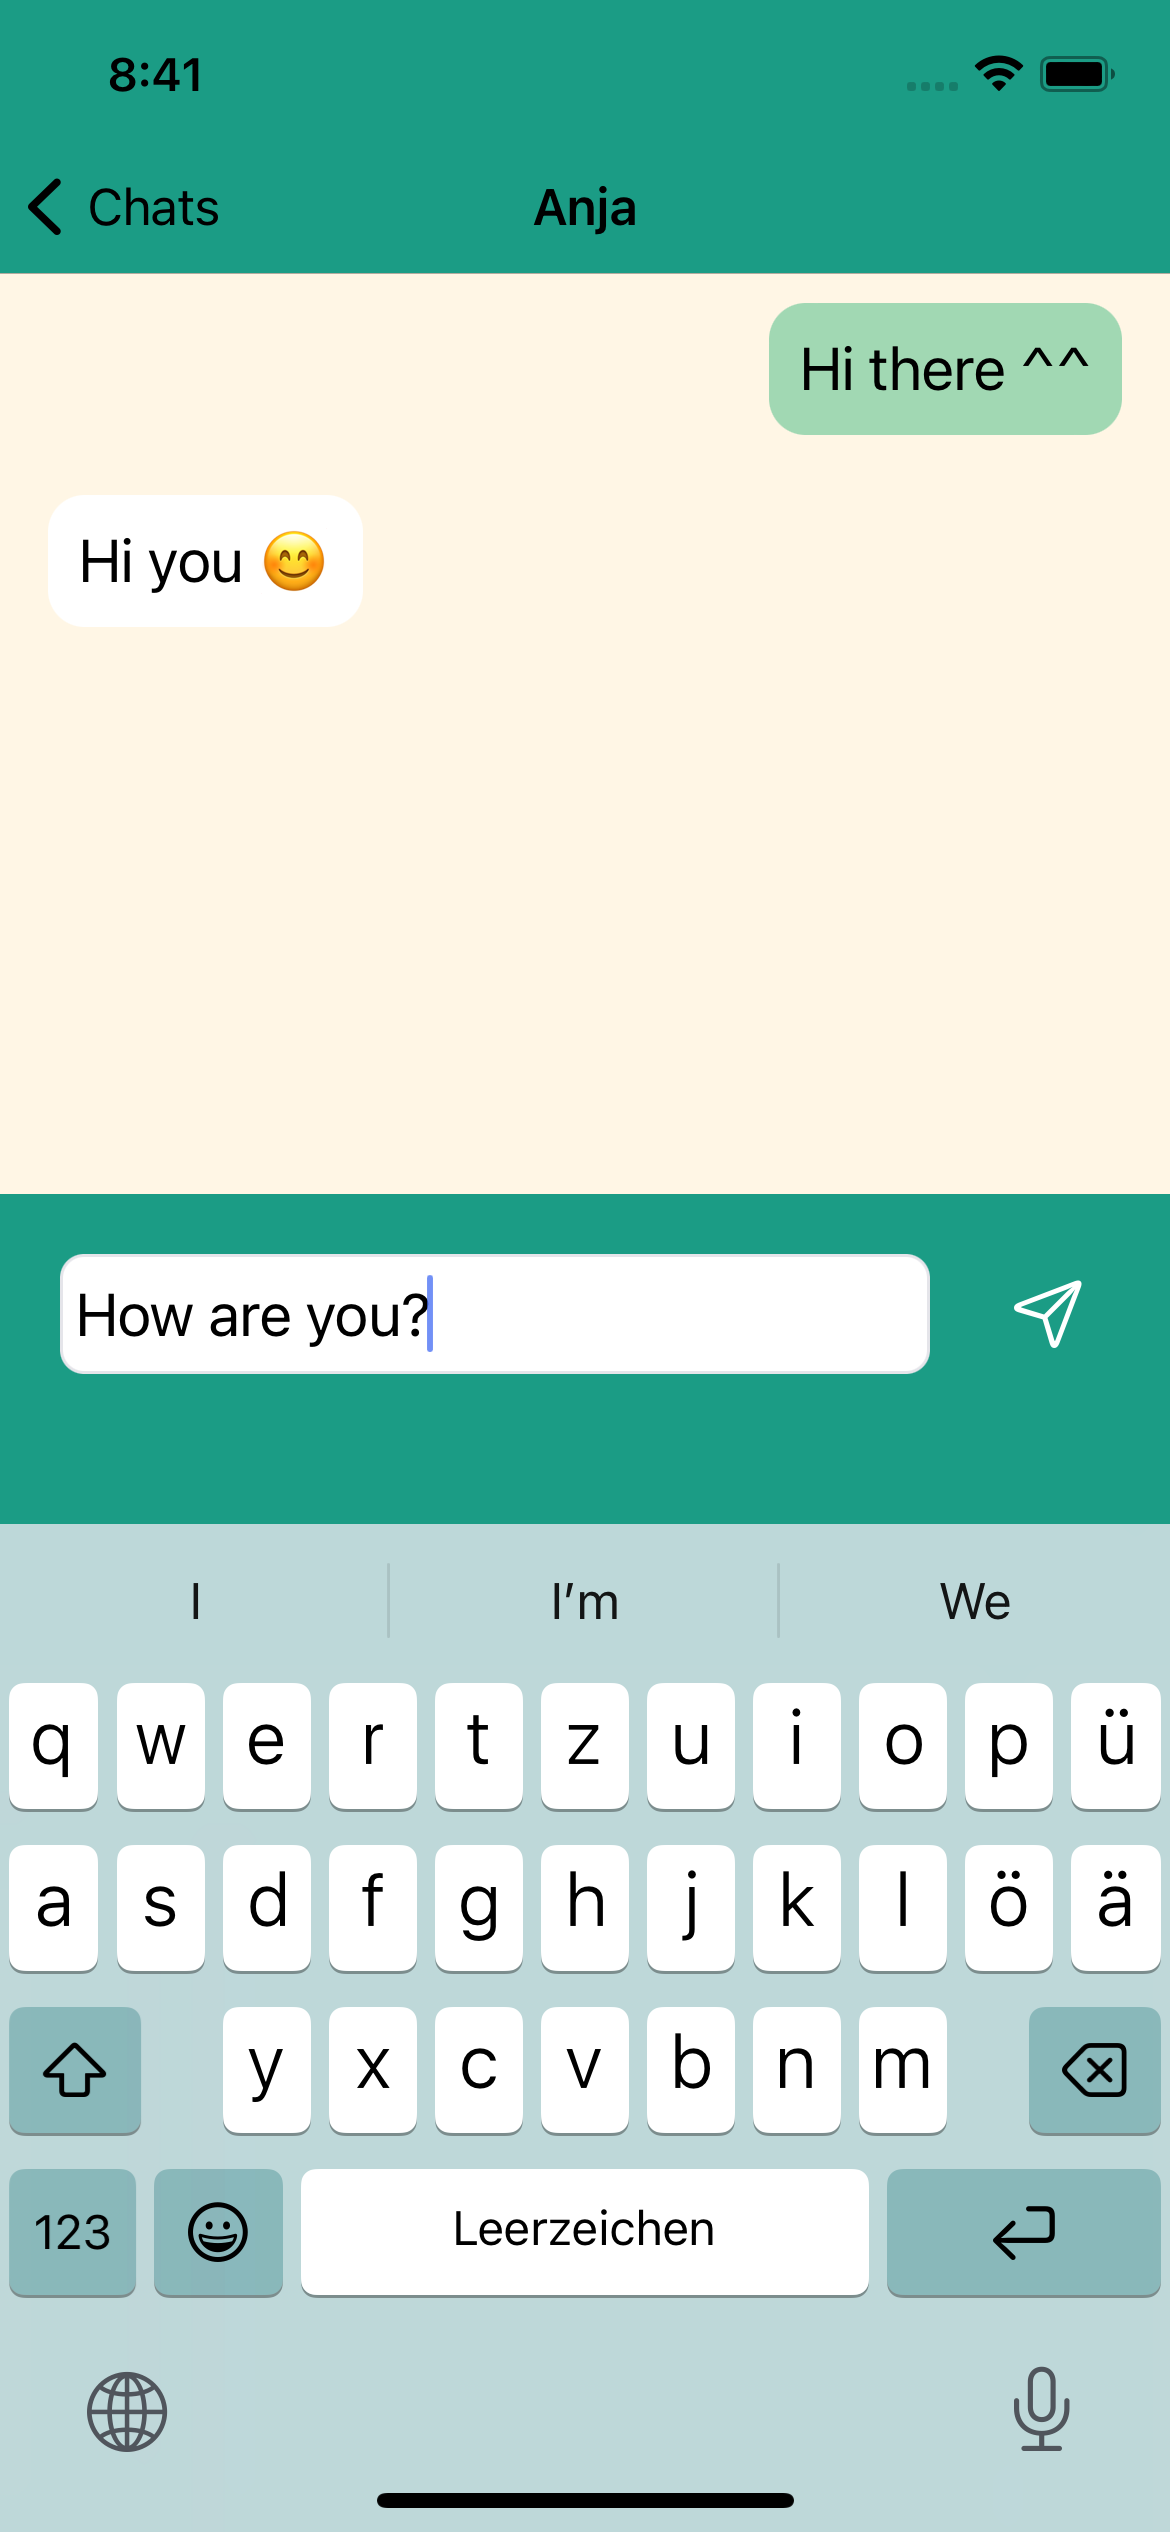 8:41
Chats
Anja
Hi there ^^
Hi you 😊
How are you?
I
I’m
We
q w e r t z u i o p ü
a s d f g h j k l ö ä
y x c v b n m
123
Leerzeichen